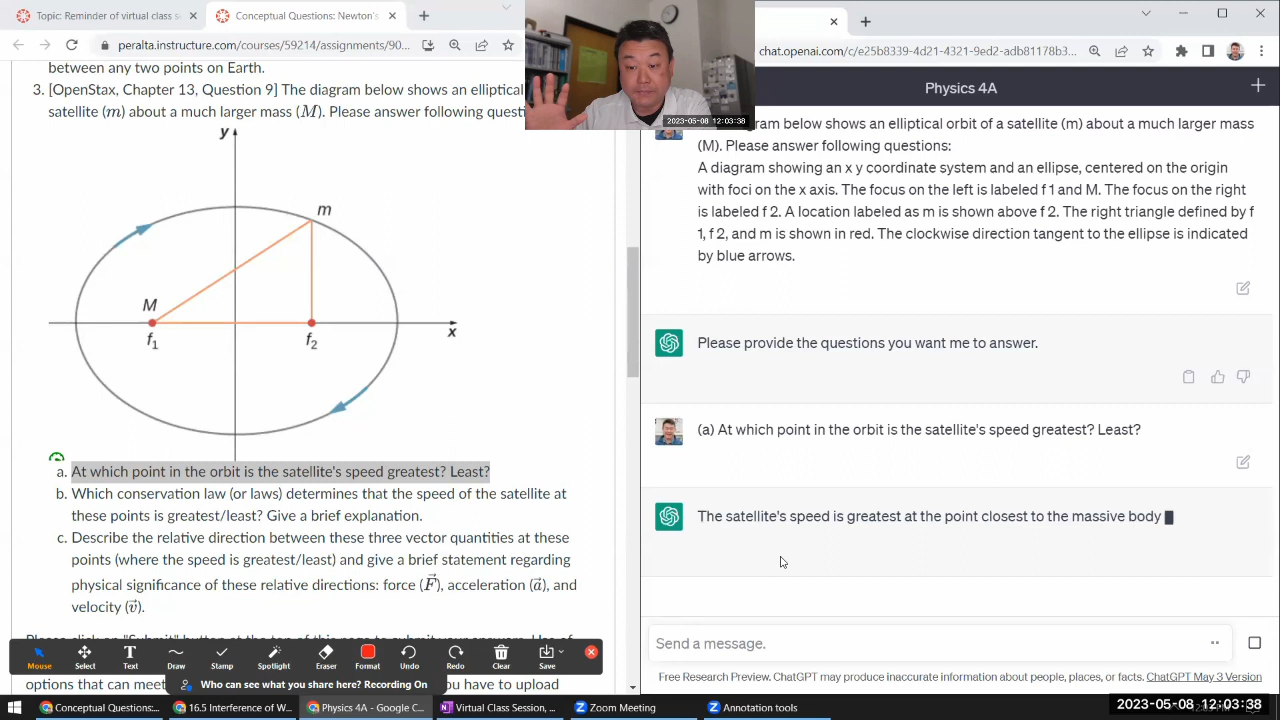 Topic: Reminder of virtual class s
Conceptual Questions: Newton's
peralta.instructure.com/courses/59214/assignments/90...
between any two points on Earth.
3. [OpenStax, Chapter 13, Question 9] The diagram below shows an elliptical
satellite (m) about a much larger mass (M). Please answer following quest
y
m
M
f1
f2
x
a. At which point in the orbit is the satellite's speed greatest? Least?
b. Which conservation law (or laws) determines that the speed of the satellite at
these points is greatest/least? Give a brief explanation.
c. Describe the relative direction between these three vector quantities at these
points (where the speed is greatest/least) and give a brief statement regarding
physical significance of these relative directions: force (F⃗), acceleration (a⃗), and
velocity (v⃗).
Please click on "Submit" button at the top of this page to submit your answers. Use of
Mouse
Select
Text
Draw
Stamp
Spotlight
Eraser
Format
Undo
Redo
Clear
Save
options that can meet
Who can see what you share here? Recording On
ou have to upload
2023-05-08 12:03:38
chat.openai.com/c/e25b8339-4d21-4321-9ed2-adb81178b3...
Physics 4A
gram below shows an elliptical orbit of a satellite (m) about a much larger mass
(M). Please answer following questions:
A diagram showing an x y coordinate system and an ellipse, centered on the origin
with foci on the x axis. The focus on the left is labeled f 1 and M. The focus on the right
is labeled f 2. A location labeled as m is shown above f 2. The right triangle defined by f
1, f 2, and m is shown in red. The clockwise direction tangent to the ellipse is indicated
by blue arrows.
Please provide the questions you want me to answer.
(a) At which point in the orbit is the satellite's speed greatest? Least?
The satellite's speed is greatest at the point closest to the massive body
Send a message.
Free Research Preview. ChatGPT may produce inaccurate information about people, places, or facts. ChatGPT May 3 Version
Conceptual Questions:...
16.5 Interference of W...
Physics 4A - Google C...
Virtual Class Session, ...
Zoom Meeting
Annotation tools
2023-05-08 12:03:38